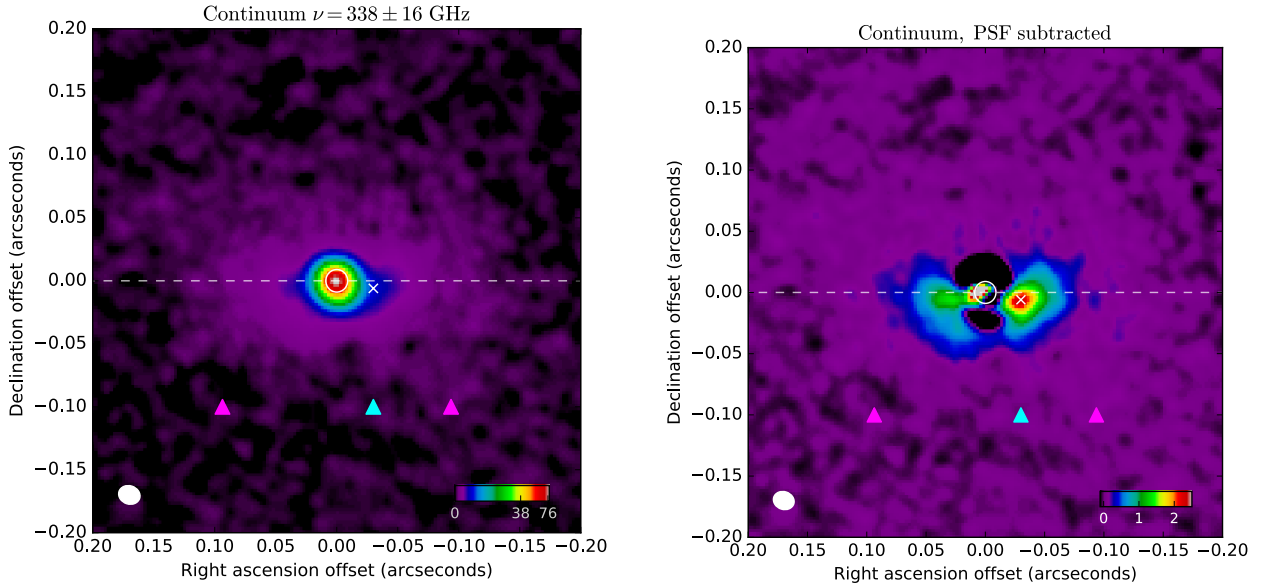 Continuum ν = 338 ± 16 GHz
0.20
0.15
0.10
0.05
0.00
−0.05
−0.10
−0.15
−0.20
Declination offset (arcseconds)
0 38 76
0.20 0.15 0.10 0.05 0.00 −0.05 −0.10 −0.15 −0.20
Right ascension offset (arcseconds)
Continuum, PSF subtracted
0.20
0.15
0.10
0.05
0.00
−0.05
−0.10
−0.15
−0.20
Declination offset (arcseconds)
0 1 2
0.20 0.15 0.10 0.05 0.00 −0.05 −0.10 −0.15 −0.20
Right ascension offset (arcseconds)